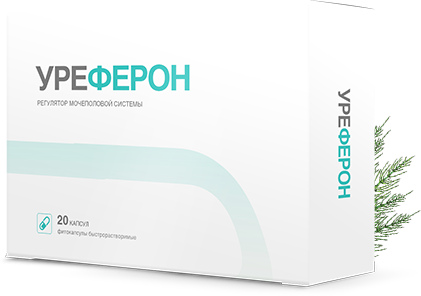 УРЕФЕРОН
РЕГУЛЯТОР МОЧЕПОЛОВОЙ СИСТЕМЫ
20 КАПСУЛ
фитокапсулы быстрорастворимые
УРЕФЕРОН